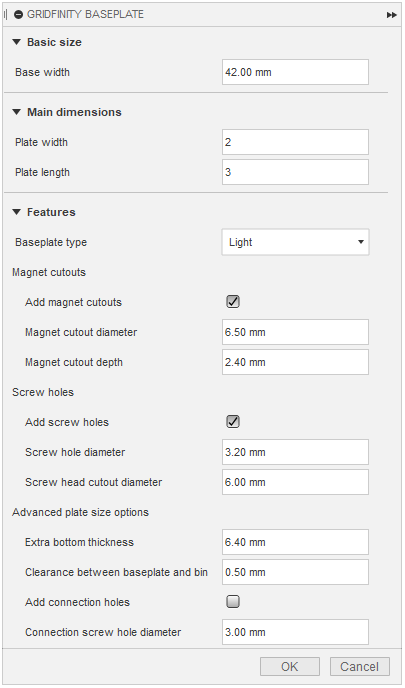 GRIDFINITY BASEPLATE
Basic size
Base width 42.00 mm
Main dimensions
Plate width 2
Plate length 3
Features
Baseplate type Light
Magnet cutouts
Add magnet cutouts
Magnet cutout diameter 6.50 mm
Magnet cutout depth 2.40 mm
Screw holes
Add screw holes
Screw hole diameter 3.20 mm
Screw head cutout diameter 6.00 mm
Advanced plate size options
Extra bottom thickness 6.40 mm
Clearance between baseplate and bin 0.50 mm
Add connection holes
Connection screw hole diameter 3.00 mm
OK Cancel